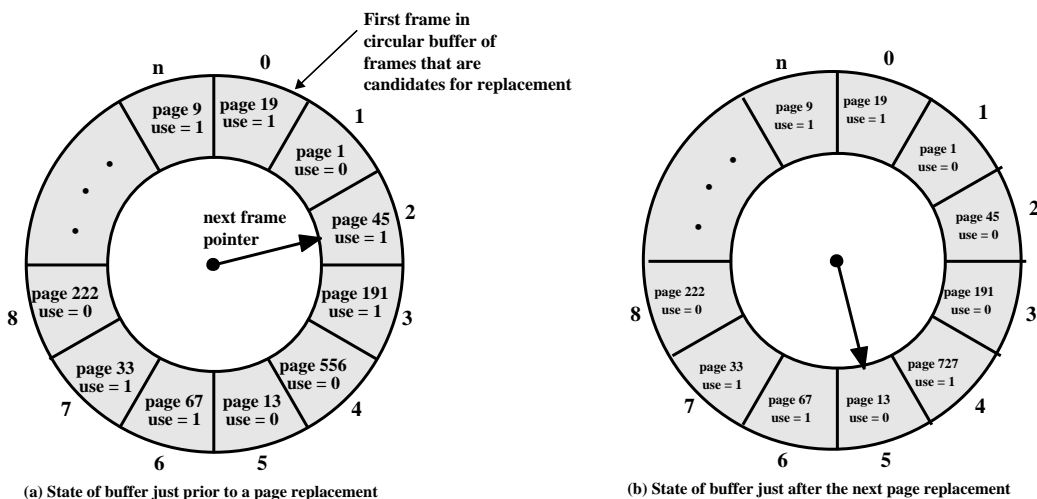 First frame in
circular buffer of
frames that are
candidates for replacement
n
0
page 9
use = 1
page 19
use = 1
1
page 1
use = 0
2
page 45
use = 1
next frame
pointer
page 191
use = 1
3
page 556
use = 0
4
page 13
use = 0
5
page 67
use = 1
6
page 33
use = 1
7
page 222
use = 0
8
(a) State of buffer just prior to a page replacement
n
0
page 9
use = 1
page 19
use = 1
1
page 1
use = 0
2
page 45
use = 0
page 191
use = 0
3
page 727
use = 1
4
page 13
use = 0
5
page 67
use = 1
6
page 33
use = 1
7
page 222
use = 0
8
(b) State of buffer just after the next page replacement